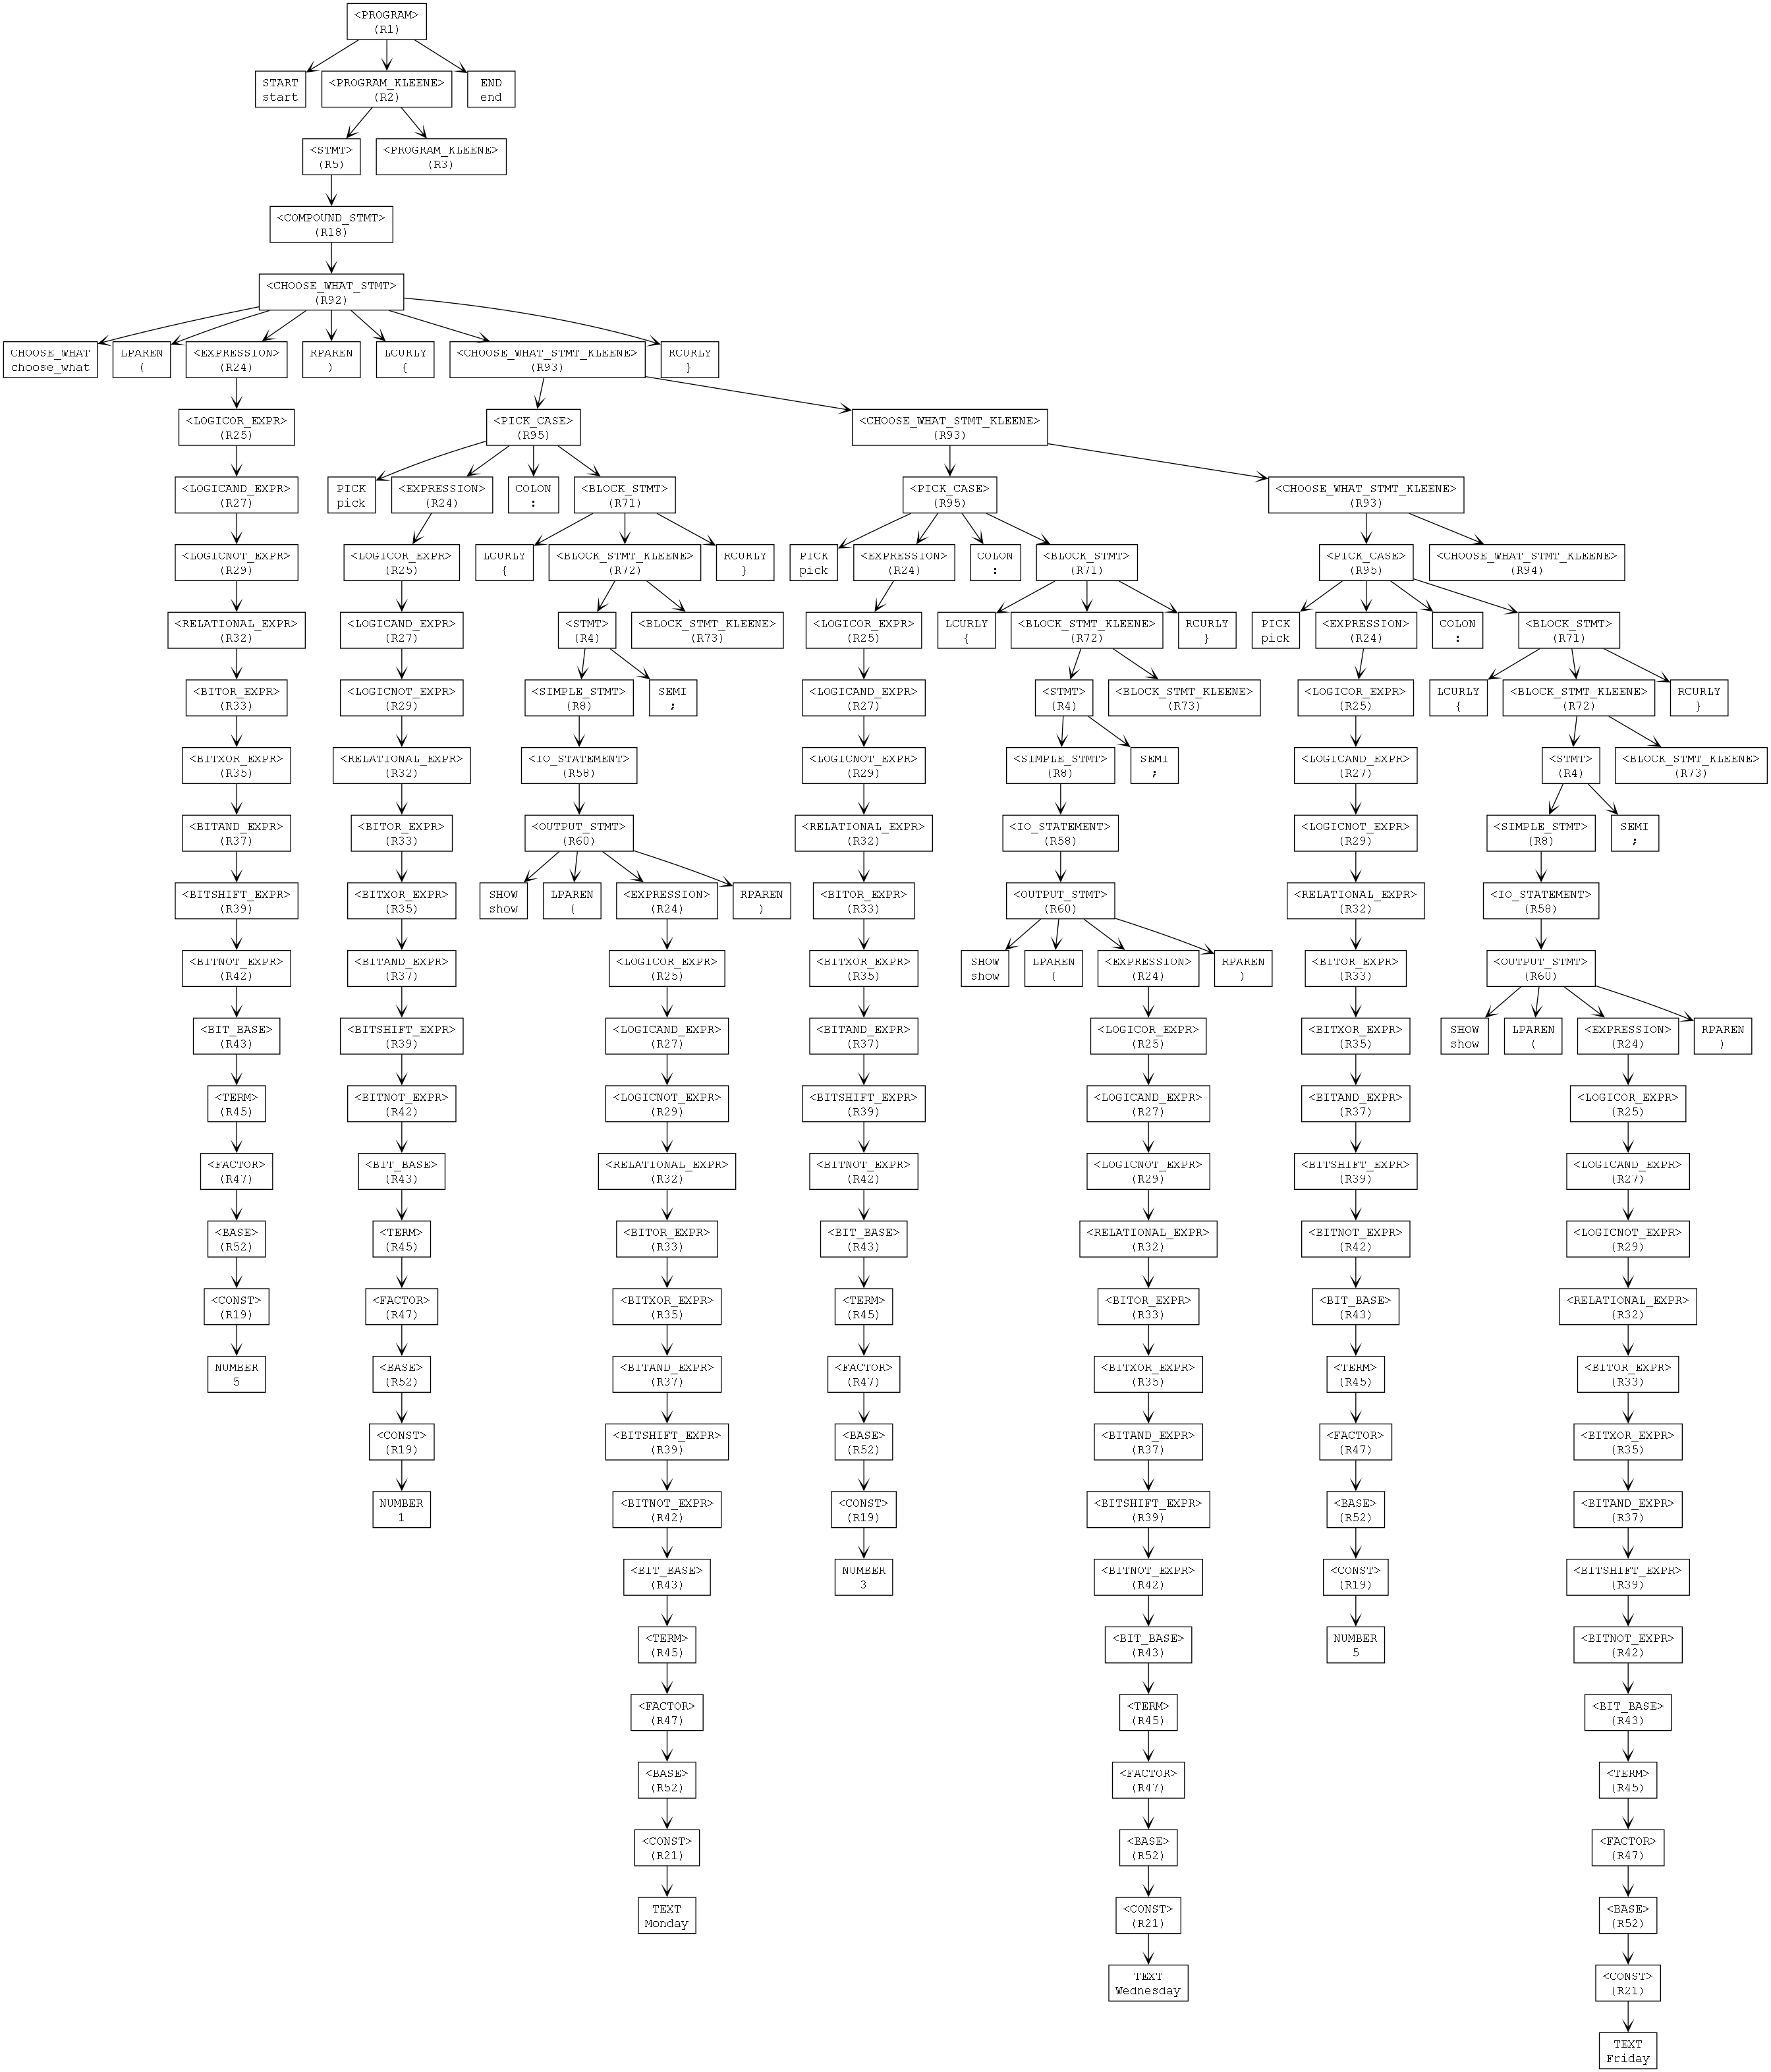 <PROGRAM>
(R1)
START <PROGRAM_KLEENE> END
start (R2) end
<STMT> <PROGRAM_KLEENE>
(R5) (R3)
<COMPOUND_STMT>
(R18)
<CHOOSE_WHAT_STMT>
(R92)
CHOOSE_WHAT LPAREN <EXPRESSION> RPAREN LCURLY <CHOOSE_WHAT_STMT_KLEENE> RCURLY
choose_what ( (R24) ) { (R93) }
<LOGICOR_EXPR> <PICK_CASE> <CHOOSE_WHAT_STMT_KLEENE>
(R25) (R95) (R93)
<LOGICAND_EXPR> PICK <EXPRESSION> COLON <BLOCK_STMT> <PICK_CASE> <CHOOSE_WHAT_STMT_KLEENE>
(R27) pick (R24) : (R71) (R95) (R93)
<LOGICNOT_EXPR> <LOGICOR_EXPR> LCURLY <BLOCK_STMT_KLEENE> RCURLY PICK <EXPRESSION> COLON <BLOCK_STMT> <PICK_CASE> <CHOOSE_WHAT_STMT_KLEENE>
(R29) (R25) { (R72) } pick (R24) : (R71) (R95) (R94)
<RELATIONAL_EXPR> <LOGICAND_EXPR> <STMT> <BLOCK_STMT_KLEENE> <LOGICOR_EXPR> LCURLY <BLOCK_STMT_KLEENE> RCURLY PICK <EXPRESSION> COLON <BLOCK_STMT>
(R32) (R27) (R4) (R73) (R25) { (R72) } pick (R24) : (R71)
<BITOR_EXPR> <LOGICNOT_EXPR> <SIMPLE_STMT> SEMI <LOGICAND_EXPR> <STMT> <BLOCK_STMT_KLEENE> <LOGICOR_EXPR> LCURLY <BLOCK_STMT_KLEENE> RCURLY
(R33) (R29) (R8) ; (R27) (R4) (R73) (R25) { (R72) }
<BITXOR_EXPR> <RELATIONAL_EXPR> <IO_STATEMENT> <LOGICNOT_EXPR> <SIMPLE_STMT> SEMI <LOGICAND_EXPR> <STMT> <BLOCK_STMT_KLEENE>
(R35) (R32) (R58) (R29) (R8) ; (R27) (R4) (R73)
<BITAND_EXPR> <BITOR_EXPR> <OUTPUT_STMT> <RELATIONAL_EXPR> <IO_STATEMENT> <LOGICNOT_EXPR> <SIMPLE_STMT> SEMI
(R37) (R33) (R60) (R32) (R58) (R29) (R8) ;
<BITSHIFT_EXPR> <BITXOR_EXPR> SHOW LPAREN <EXPRESSION> RPAREN <BITOR_EXPR> <OUTPUT_STMT> <RELATIONAL_EXPR> <IO_STATEMENT>
(R39) (R35) show ( (R24) ) (R33) (R60) (R32) (R58)
<BITNOT_EXPR> <BITAND_EXPR> <LOGICOR_EXPR> <BITXOR_EXPR> SHOW LPAREN <EXPRESSION> RPAREN <BITOR_EXPR> <OUTPUT_STMT>
(R42) (R37) (R25) (R35) show ( (R24) ) (R33) (R60)
<BIT_BASE> <BITSHIFT_EXPR> <LOGICAND_EXPR> <BITAND_EXPR> <LOGICOR_EXPR> <BITXOR_EXPR> SHOW LPAREN <EXPRESSION> RPAREN
(R43) (R39) (R27) (R37) (R25) (R35) show ( (R24) )
<TERM> <BITNOT_EXPR> <LOGICNOT_EXPR> <BITSHIFT_EXPR> <LOGICAND_EXPR> <BITAND_EXPR> <LOGICOR_EXPR>
(R45) (R42) (R29) (R39) (R27) (R37) (R25)
<FACTOR> <BIT_BASE> <RELATIONAL_EXPR> <BITNOT_EXPR> <LOGICNOT_EXPR> <BITSHIFT_EXPR> <LOGICAND_EXPR>
(R47) (R43) (R32) (R42) (R29) (R39) (R27)
<BASE> <TERM> <BITOR_EXPR> <BIT_BASE> <RELATIONAL_EXPR> <BITNOT_EXPR> <LOGICNOT_EXPR>
(R52) (R45) (R33) (R43) (R32) (R42) (R29)
<CONST> <FACTOR> <BITXOR_EXPR> <TERM> <BITOR_EXPR> <BIT_BASE> <RELATIONAL_EXPR>
(R19) (R47) (R35) (R45) (R33) (R43) (R32)
NUMBER <BASE> <BITAND_EXPR> <FACTOR> <BITXOR_EXPR> <TERM> <BITOR_EXPR>
5 (R52) (R37) (R47) (R35) (R45) (R33)
<CONST> <BITSHIFT_EXPR> <BASE> <BITAND_EXPR> <FACTOR> <BITXOR_EXPR>
(R19) (R39) (R52) (R37) (R47) (R35)
NUMBER <BITNOT_EXPR> <CONST> <BITSHIFT_EXPR> <BASE> <BITAND_EXPR>
1 (R42) (R19) (R39) (R52) (R37)
<BIT_BASE> NUMBER <BITNOT_EXPR> <CONST> <BITSHIFT_EXPR>
(R43) 3 (R42) (R19) (R39)
<TERM> <BIT_BASE> NUMBER <BITNOT_EXPR>
(R45) (R43) 5 (R42)
<FACTOR> <TERM> <BIT_BASE>
(R47) (R45) (R43)
<BASE> <FACTOR> <TERM>
(R52) (R47) (R45)
<CONST> <BASE> <FACTOR>
(R21) (R52) (R47)
TEXT <CONST> <BASE>
Monday (R21) (R52)
TEXT <CONST>
Wednesday (R21)
TEXT
Friday